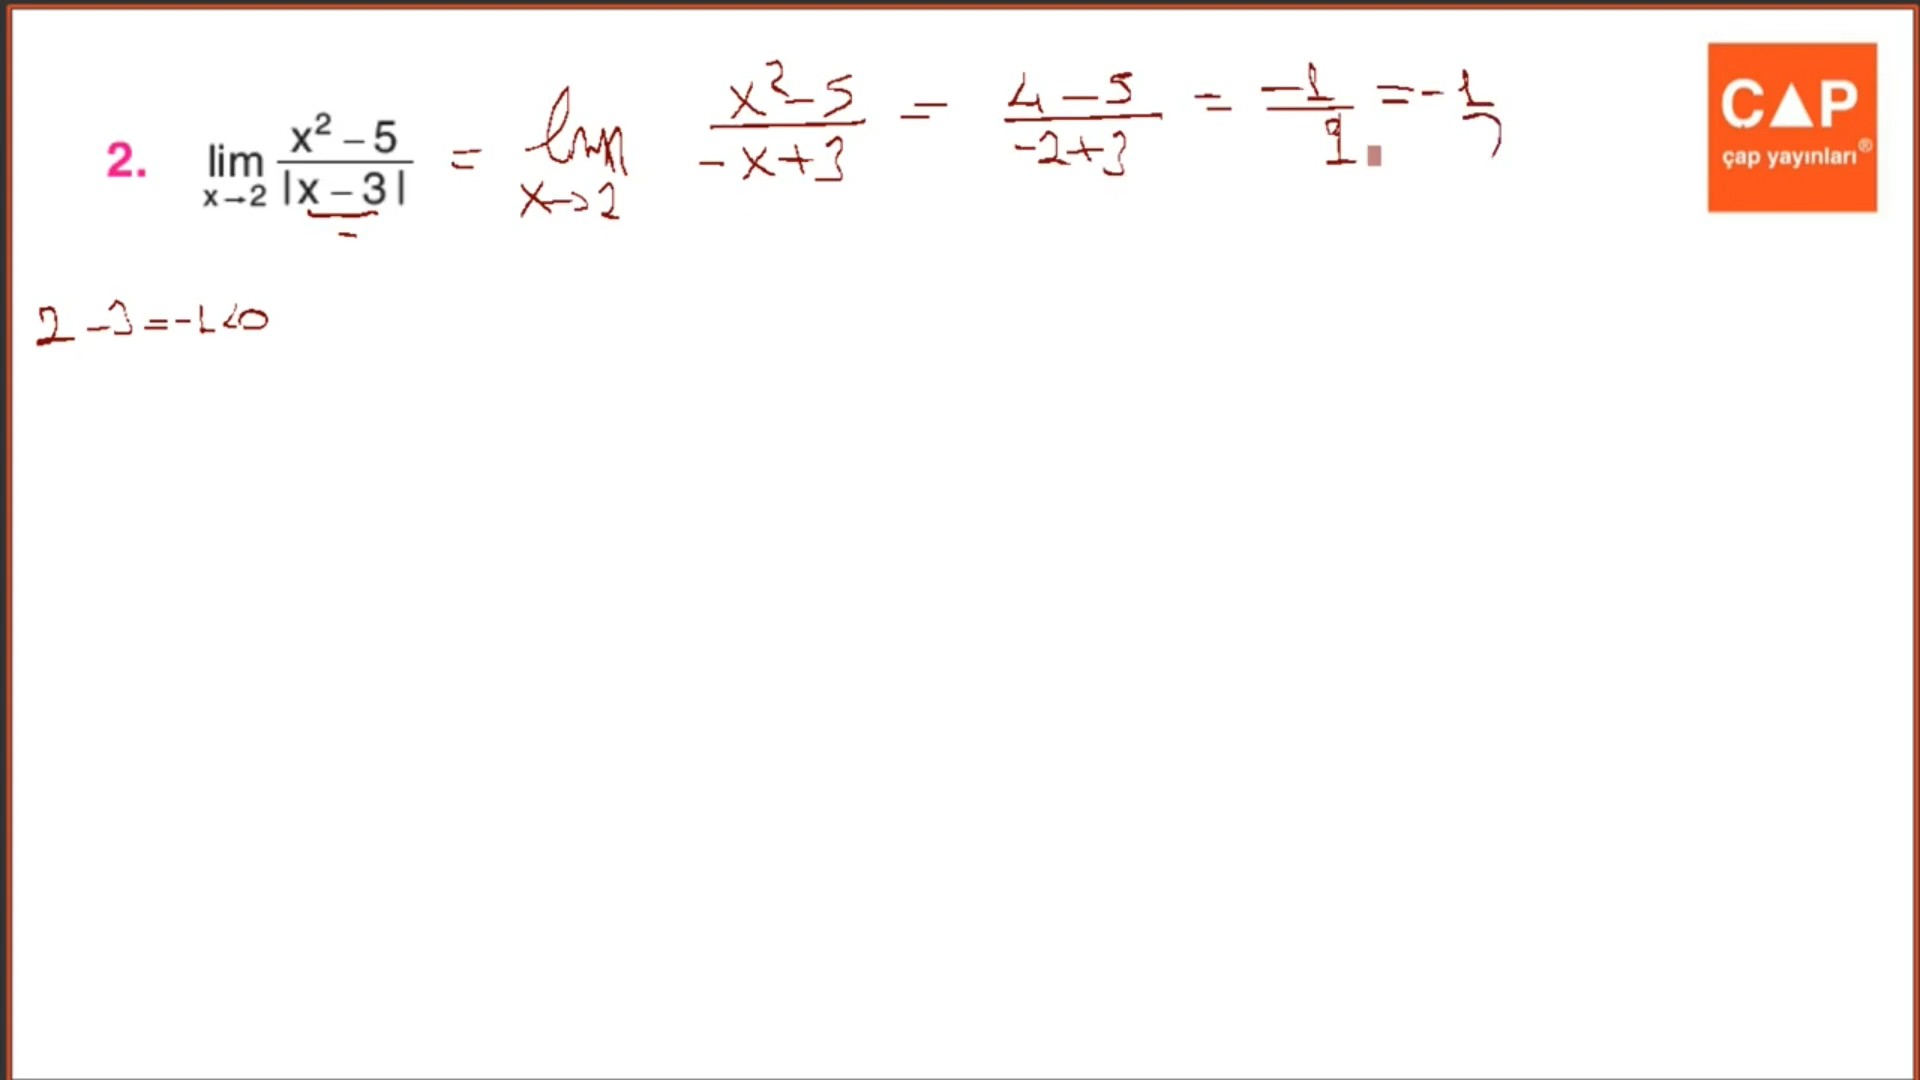 2. lim x→2 x² − 5 / |x − 3| = lim x→2 x² − 5 / −x + 3 = 4 − 5 / −2 + 3 = −1 / 1 = −1
−
2 − 3 = −1 < 0
CAP
çap yayınları®